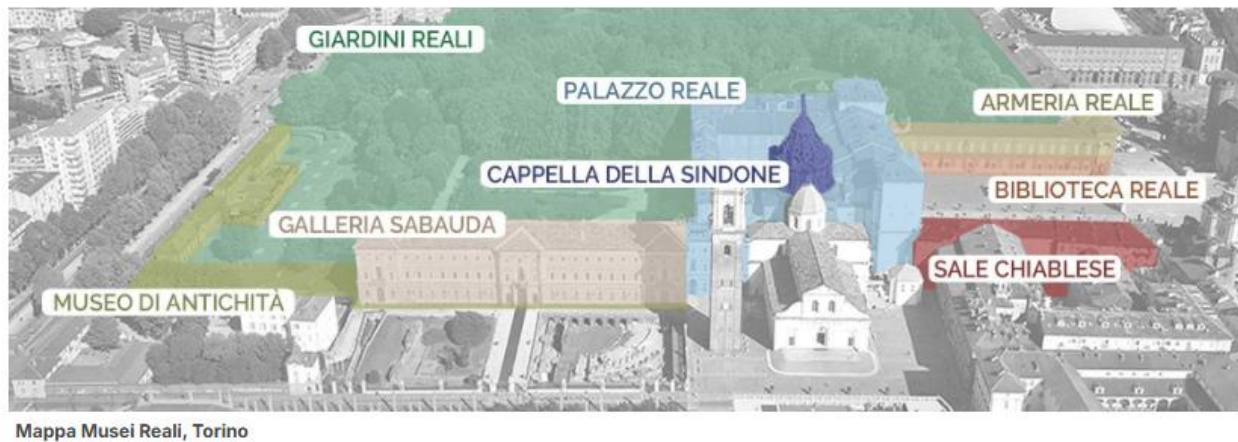 GIARDINI REALI
PALAZZO REALE
ARMERIA REALE
CAPPELLA DELLA SINDONE
BIBLIOTECA REALE
GALLERIA SABAUDA
SALE CHIABLESE
MUSEO DI ANTICHITÀ
Mappa Musei Reali, Torino